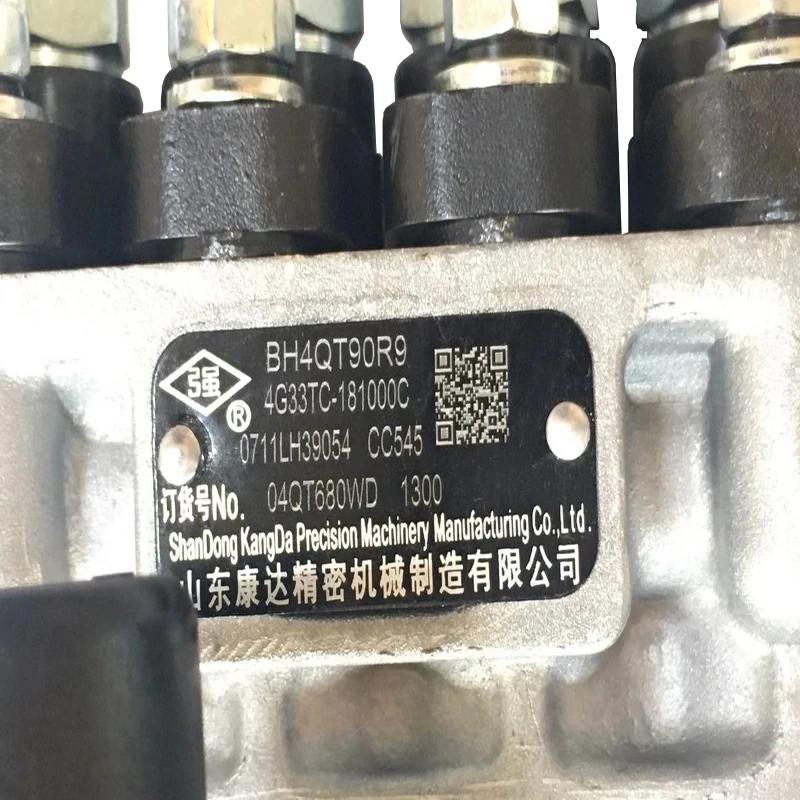 强
®
BH4QT90R9
4G33TC-181000C
0711LH39054 CC545
订货号No. 04QT680WD 1300
ShanDong KangDa Precision Machinery Manufacturing Co.,Ltd.
山东康达精密机械制造有限公司